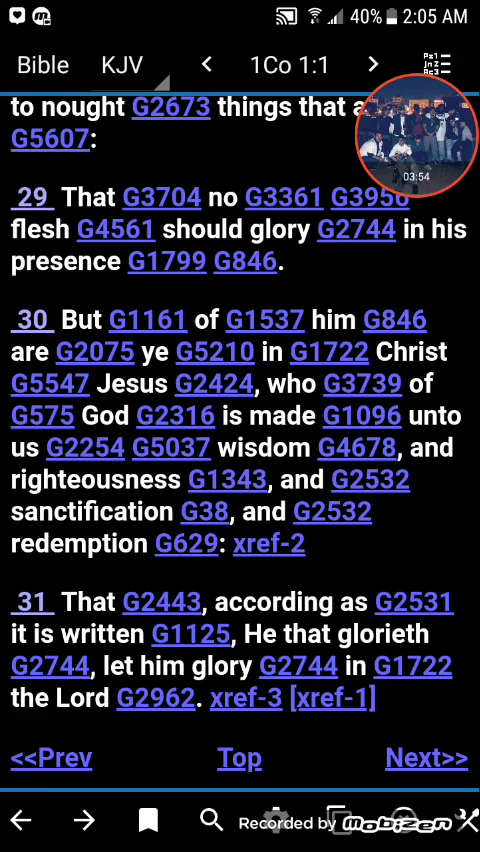 40% 2:05 AM
Bible KJV < 1Co 1:1 >
to nought G2673 things that
G5607:
03:54
29 That G3704 no G3361 G3956
flesh G4561 should glory G2744 in his
presence G1799 G846.
30 But G1161 of G1537 him G846
are G2075 ye G5210 in G1722 Christ
G5547 Jesus G2424, who G3739 of
G575 God G2316 is made G1096 unto
us G2254 G5037 wisdom G4678, and
righteousness G1343, and G2532
sanctification G38, and G2532
redemption G629: xref-2
31 That G2443, according as G2531
it is written G1125, He that glorieth
G2744, let him glory G2744 in G1722
the Lord G2962. xref-3 [xref-1]
<<Prev Top Next>>
Recorded by mobizen